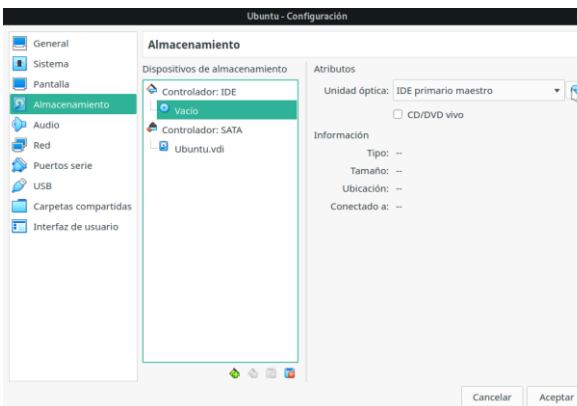 Ubuntu - Configuración
General
Sistema
Pantalla
Almacenamiento
Audio
Red
Puertos serie
USB
Carpetas compartidas
Interfaz de usuario
Almacenamiento
Dispositivos de almacenamiento
Controlador: IDE
Vacío
Controlador: SATA
Ubuntu.vdi
Atributos
Unidad óptica: IDE primario maestro
CD/DVD vivo
Información
Tipo: --
Tamaño: --
Ubicación: --
Conectado a: --
Cancelar Aceptar